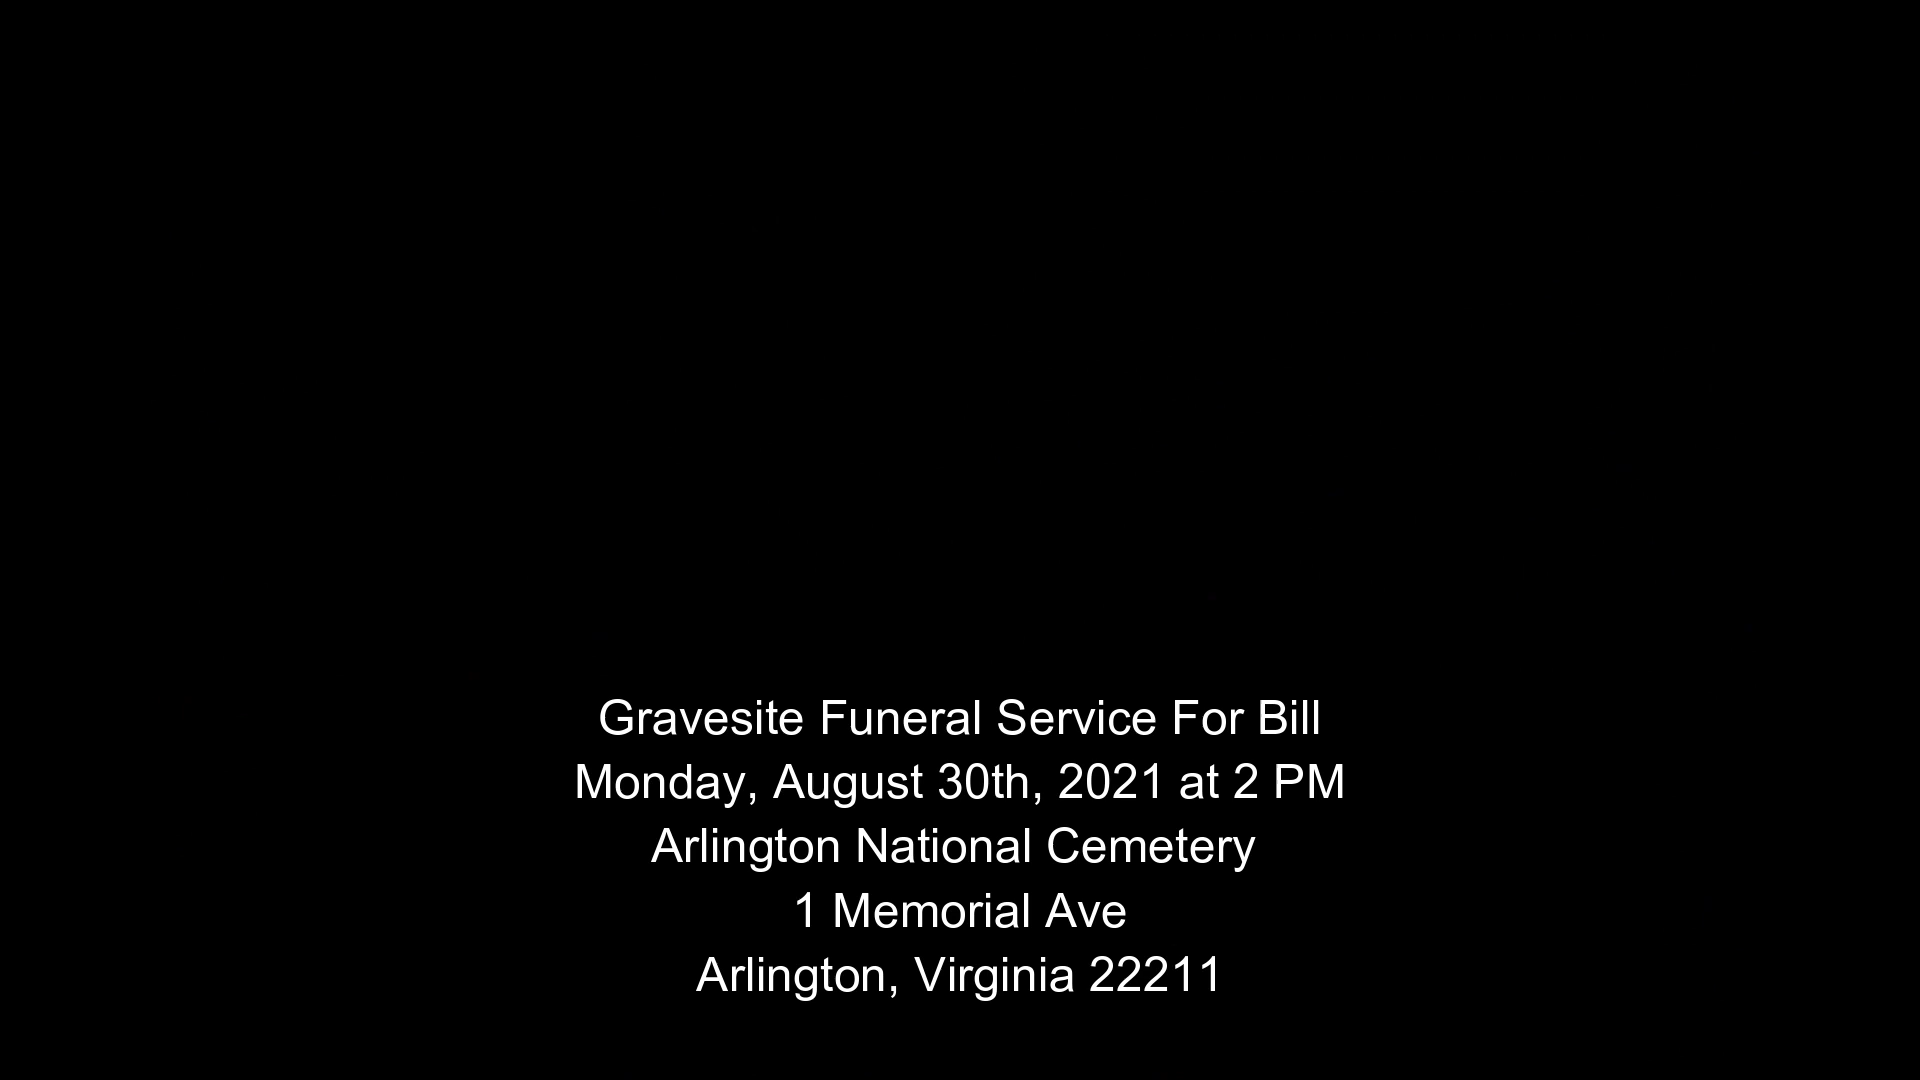 Gravesite Funeral Service For Bill
Monday, August 30th, 2021 at 2 PM
Arlington National Cemetery
1 Memorial Ave
Arlington, Virginia 22211